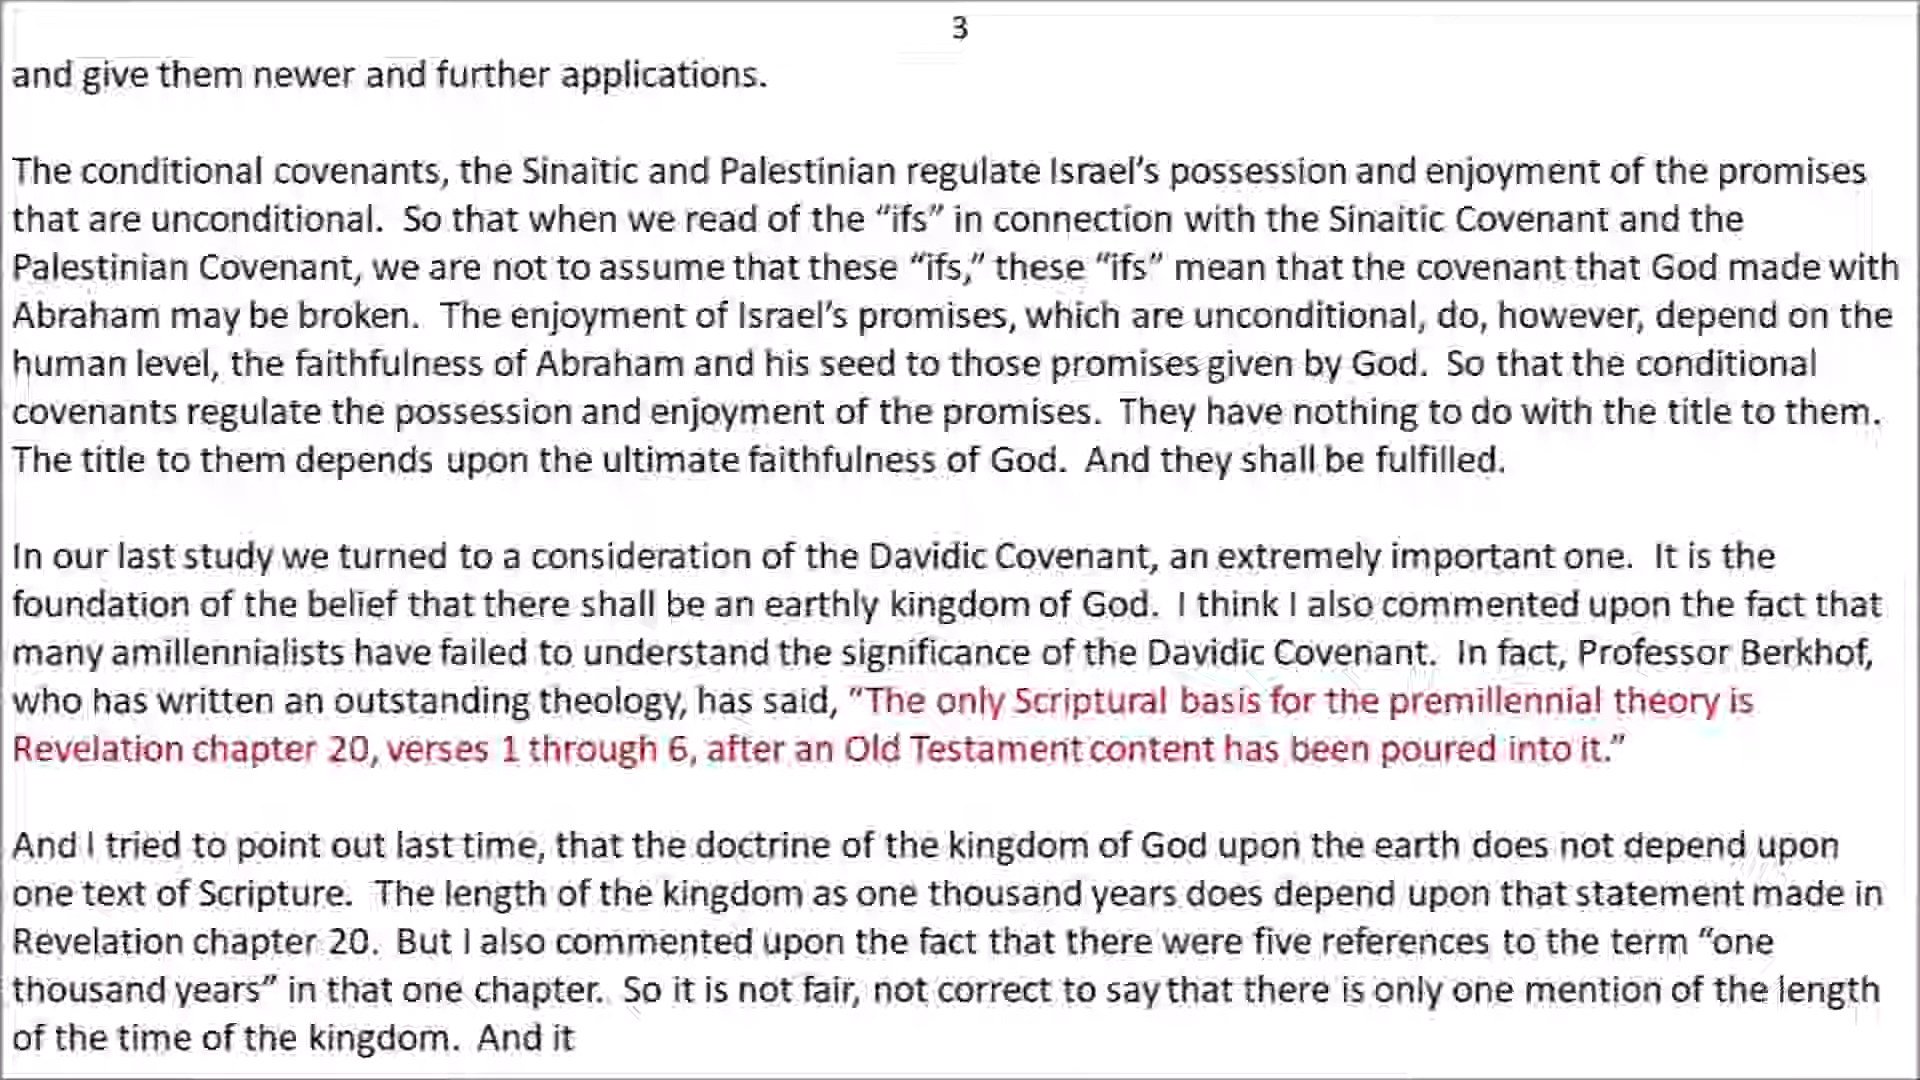 3
and give them newer and further applications.
The conditional covenants, the Sinaitic and Palestinian regulate Israel’s possession and enjoyment of the promises
that are unconditional.  So that when we read of the “ifs” in connection with the Sinaitic Covenant and the
Palestinian Covenant, we are not to assume that these “ifs,” these “ifs” mean that the covenant that God made with
Abraham may be broken.  The enjoyment of Israel’s promises, which are unconditional, do, however, depend on the
human level, the faithfulness of Abraham and his seed to those promises given by God.  So that the conditional
covenants regulate the possession and enjoyment of the promises.  They have nothing to do with the title to them.
The title to them depends upon the ultimate faithfulness of God.  And they shall be fulfilled.
In our last study we turned to a consideration of the Davidic Covenant, an extremely important one.  It is the
foundation of the belief that there shall be an earthly kingdom of God.  I think I also commented upon the fact that
many amillennialists have failed to understand the significance of the Davidic Covenant.  In fact, Professor Berkhof,
who has written an outstanding theology, has said, “The only Scriptural basis for the premillennial theory is
Revelation chapter 20, verses 1 through 6, after an Old Testament content has been poured into it.”
And I tried to point out last time, that the doctrine of the kingdom of God upon the earth does not depend upon
one text of Scripture.  The length of the kingdom as one thousand years does depend upon that statement made in
Revelation chapter 20.  But I also commented upon the fact that there were five references to the term “one
thousand years” in that one chapter.  So it is not fair, not correct to say that there is only one mention of the length
of the time of the kingdom.  And it